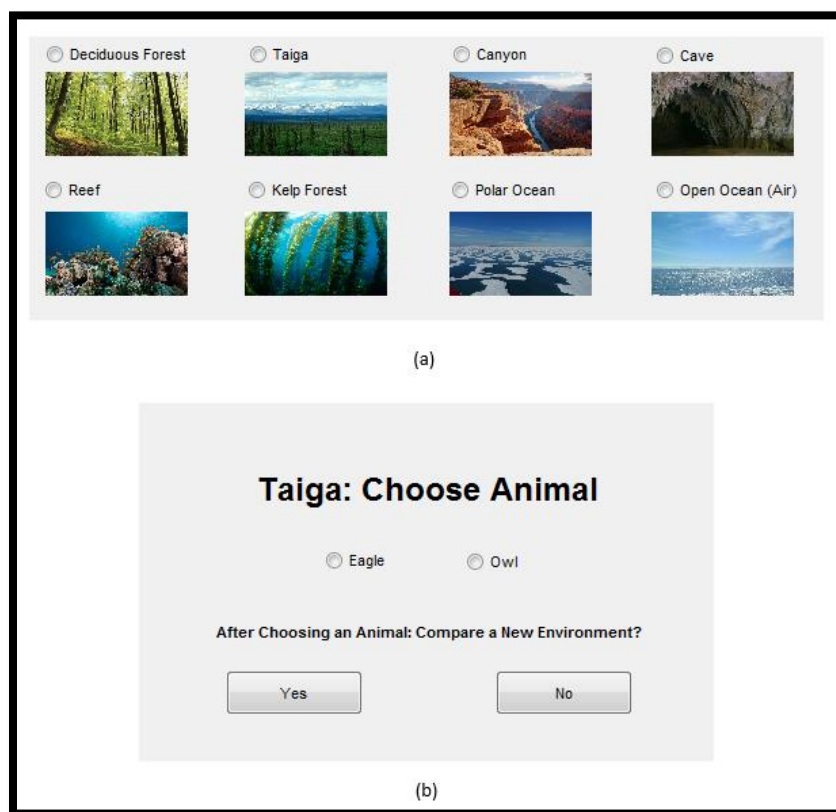 Deciduous Forest Taiga Canyon Cave
Reef Kelp Forest Polar Ocean Open Ocean (Air)
(a)
Taiga: Choose Animal
Eagle Owl
After Choosing an Animal: Compare a New Environment?
Yes No
(b)